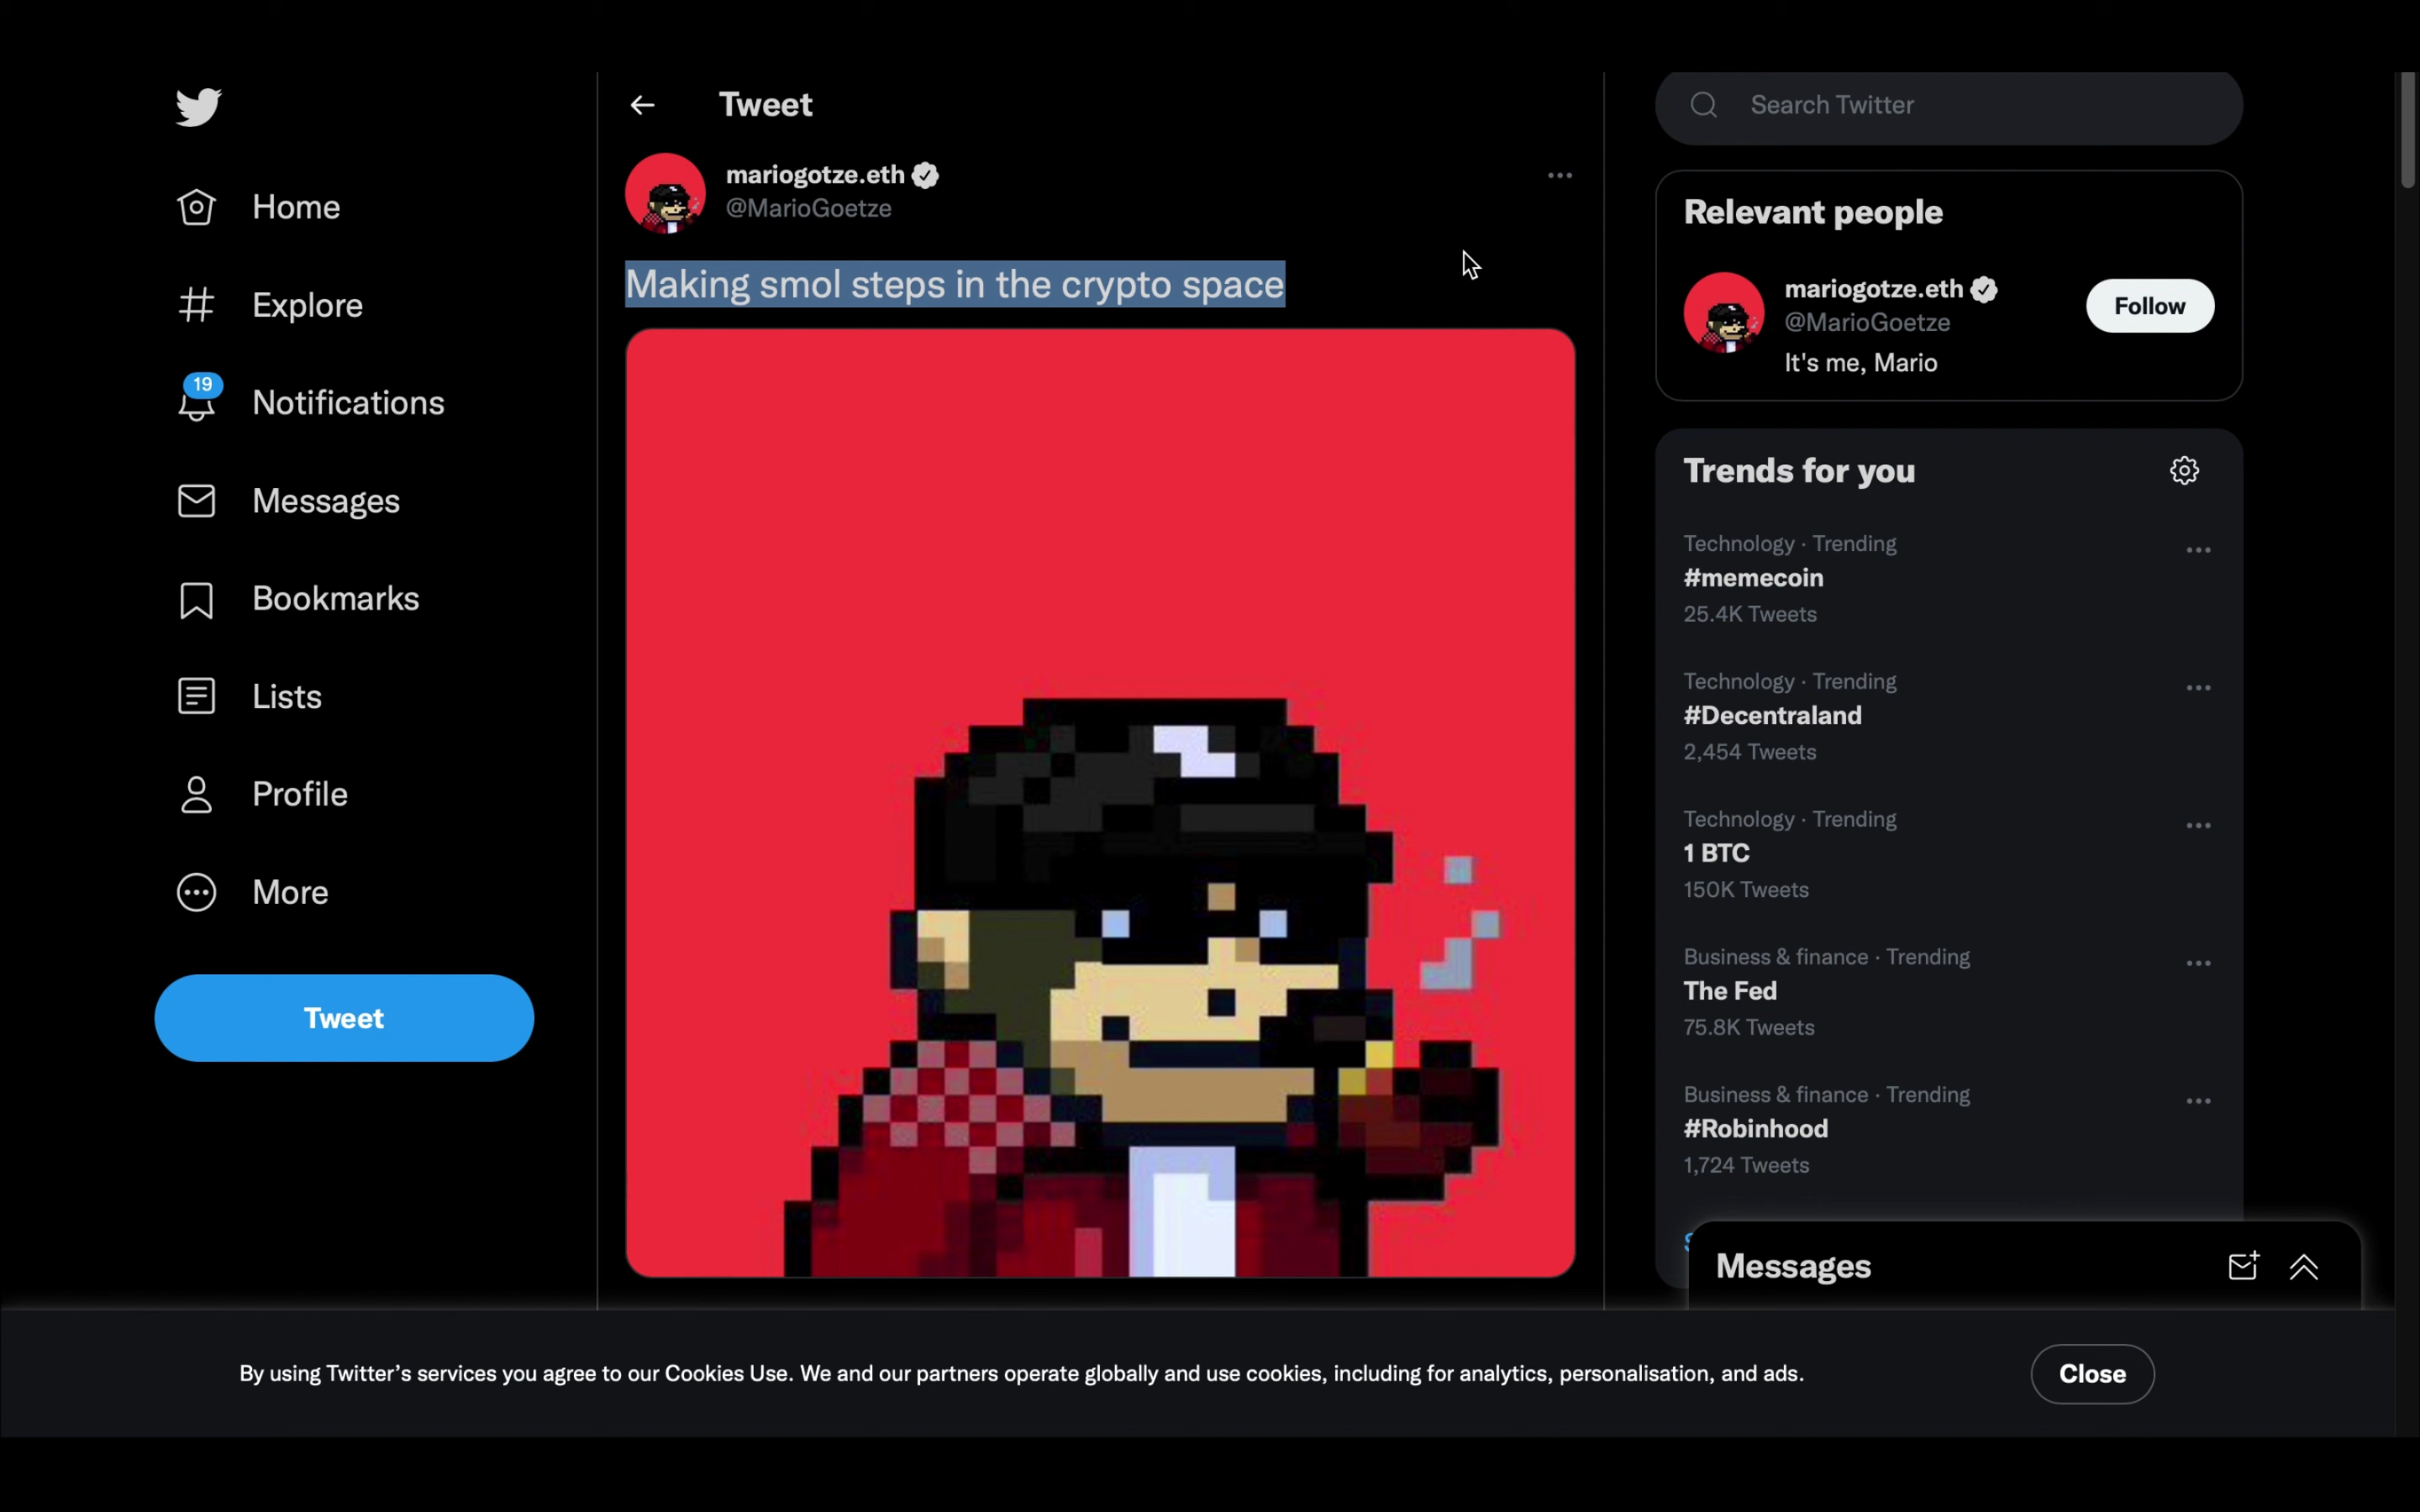 Home
Explore
19
Notifications
Messages
Bookmarks
Lists
Profile
More
Tweet
Tweet
mariogotze.eth
@MarioGoetze
Making smol steps in the crypto space
Search Twitter
Relevant people
mariogotze.eth
@MarioGoetze
Follow
It's me, Mario
Trends for you
Technology · Trending
#memecoin
25.4K Tweets
Technology · Trending
#Decentraland
2,454 Tweets
Technology · Trending
1 BTC
150K Tweets
Business & finance · Trending
The Fed
75.8K Tweets
Business & finance · Trending
#Robinhood
1,724 Tweets
Messages
By using Twitter’s services you agree to our Cookies Use. We and our partners operate globally and use cookies, including for analytics, personalisation, and ads.
Close